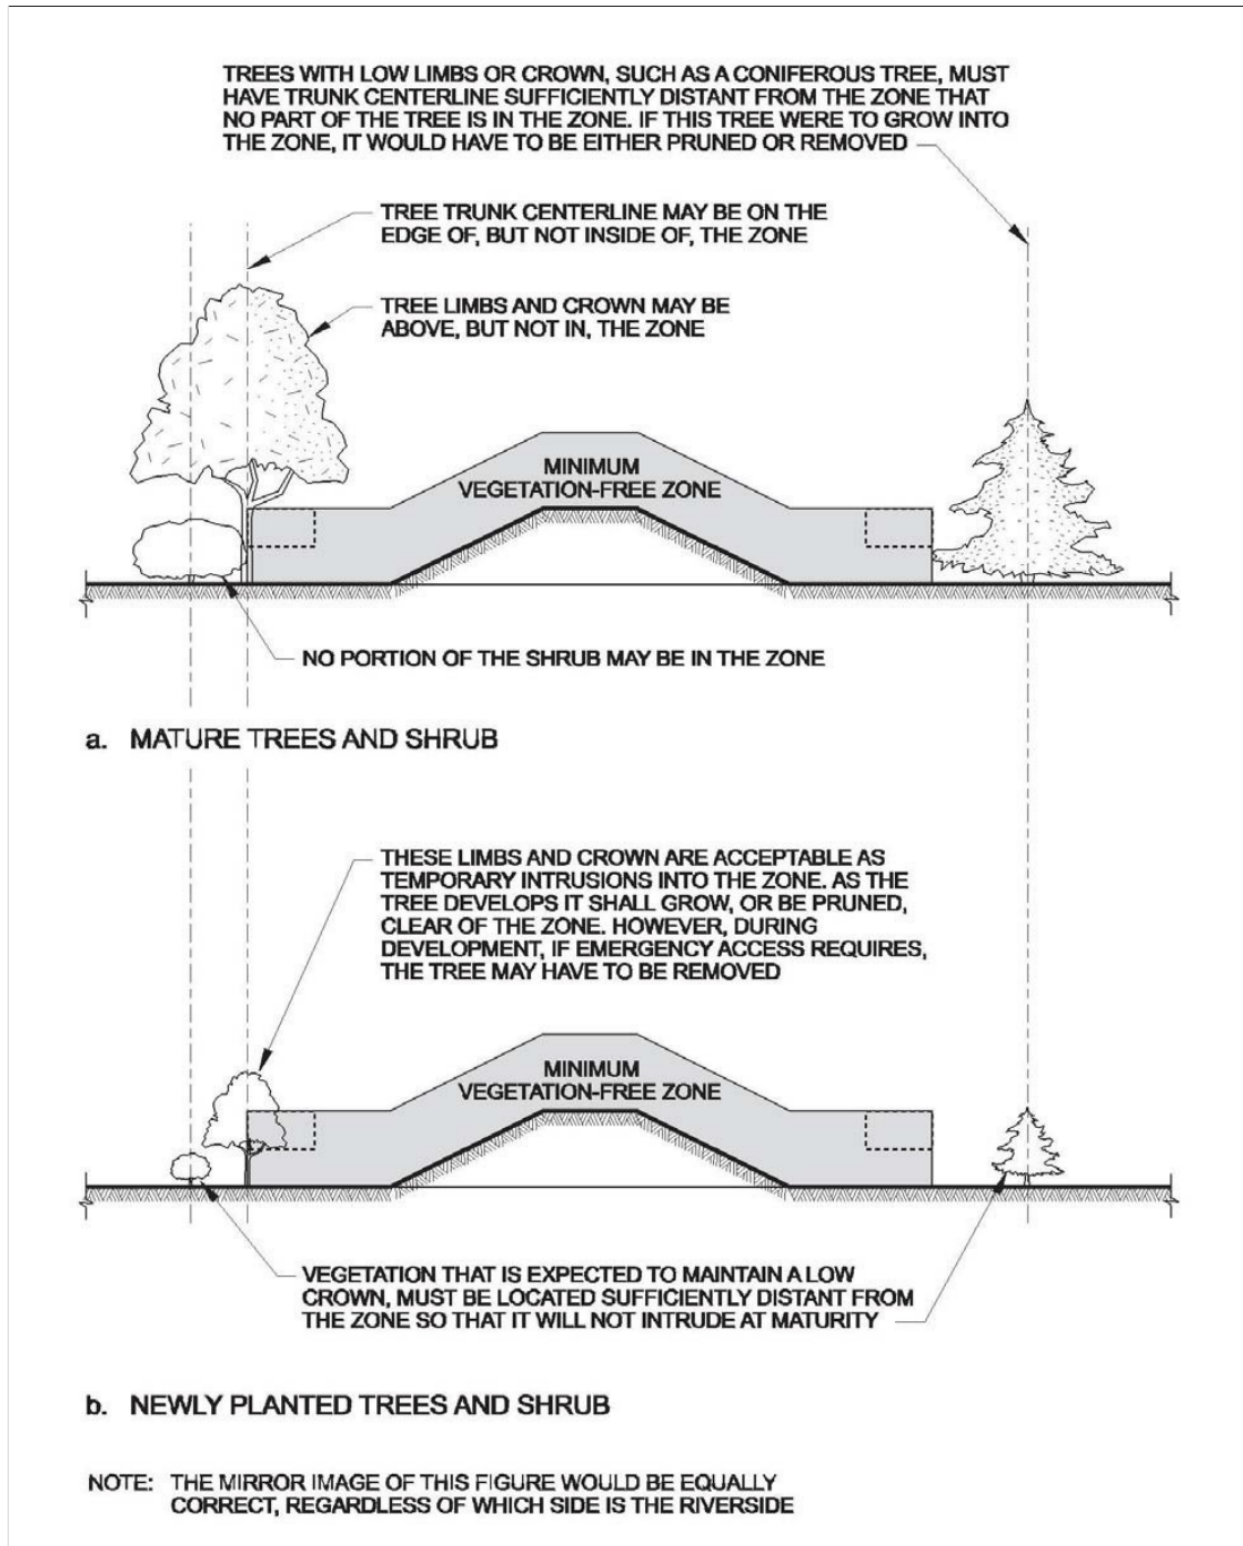 TREES WITH LOW LIMBS OR CROWN, SUCH AS A CONIFEROUS TREE, MUST
HAVE TRUNK CENTERLINE SUFFICIENTLY DISTANT FROM THE ZONE THAT
NO PART OF THE TREE IS IN THE ZONE. IF THIS TREE WERE TO GROW INTO
THE ZONE, IT WOULD HAVE TO BE EITHER PRUNED OR REMOVED
TREE TRUNK CENTERLINE MAY BE ON THE
EDGE OF, BUT NOT INSIDE OF, THE ZONE
TREE LIMBS AND CROWN MAY BE
ABOVE, BUT NOT IN, THE ZONE
MINIMUM
VEGETATION-FREE ZONE
NO PORTION OF THE SHRUB MAY BE IN THE ZONE
a. MATURE TREES AND SHRUB
THESE LIMBS AND CROWN ARE ACCEPTABLE AS
TEMPORARY INTRUSIONS INTO THE ZONE. AS THE
TREE DEVELOPS IT SHALL GROW, OR BE PRUNED,
CLEAR OF THE ZONE. HOWEVER, DURING
DEVELOPMENT, IF EMERGENCY ACCESS REQUIRES,
THE TREE MAY HAVE TO BE REMOVED
MINIMUM
VEGETATION-FREE ZONE
VEGETATION THAT IS EXPECTED TO MAINTAIN A LOW
CROWN, MUST BE LOCATED SUFFICIENTLY DISTANT FROM
THE ZONE SO THAT IT WILL NOT INTRUDE AT MATURITY
b. NEWLY PLANTED TREES AND SHRUB
NOTE: THE MIRROR IMAGE OF THIS FIGURE WOULD BE EQUALLY
CORRECT, REGARDLESS OF WHICH SIDE IS THE RIVERSIDE